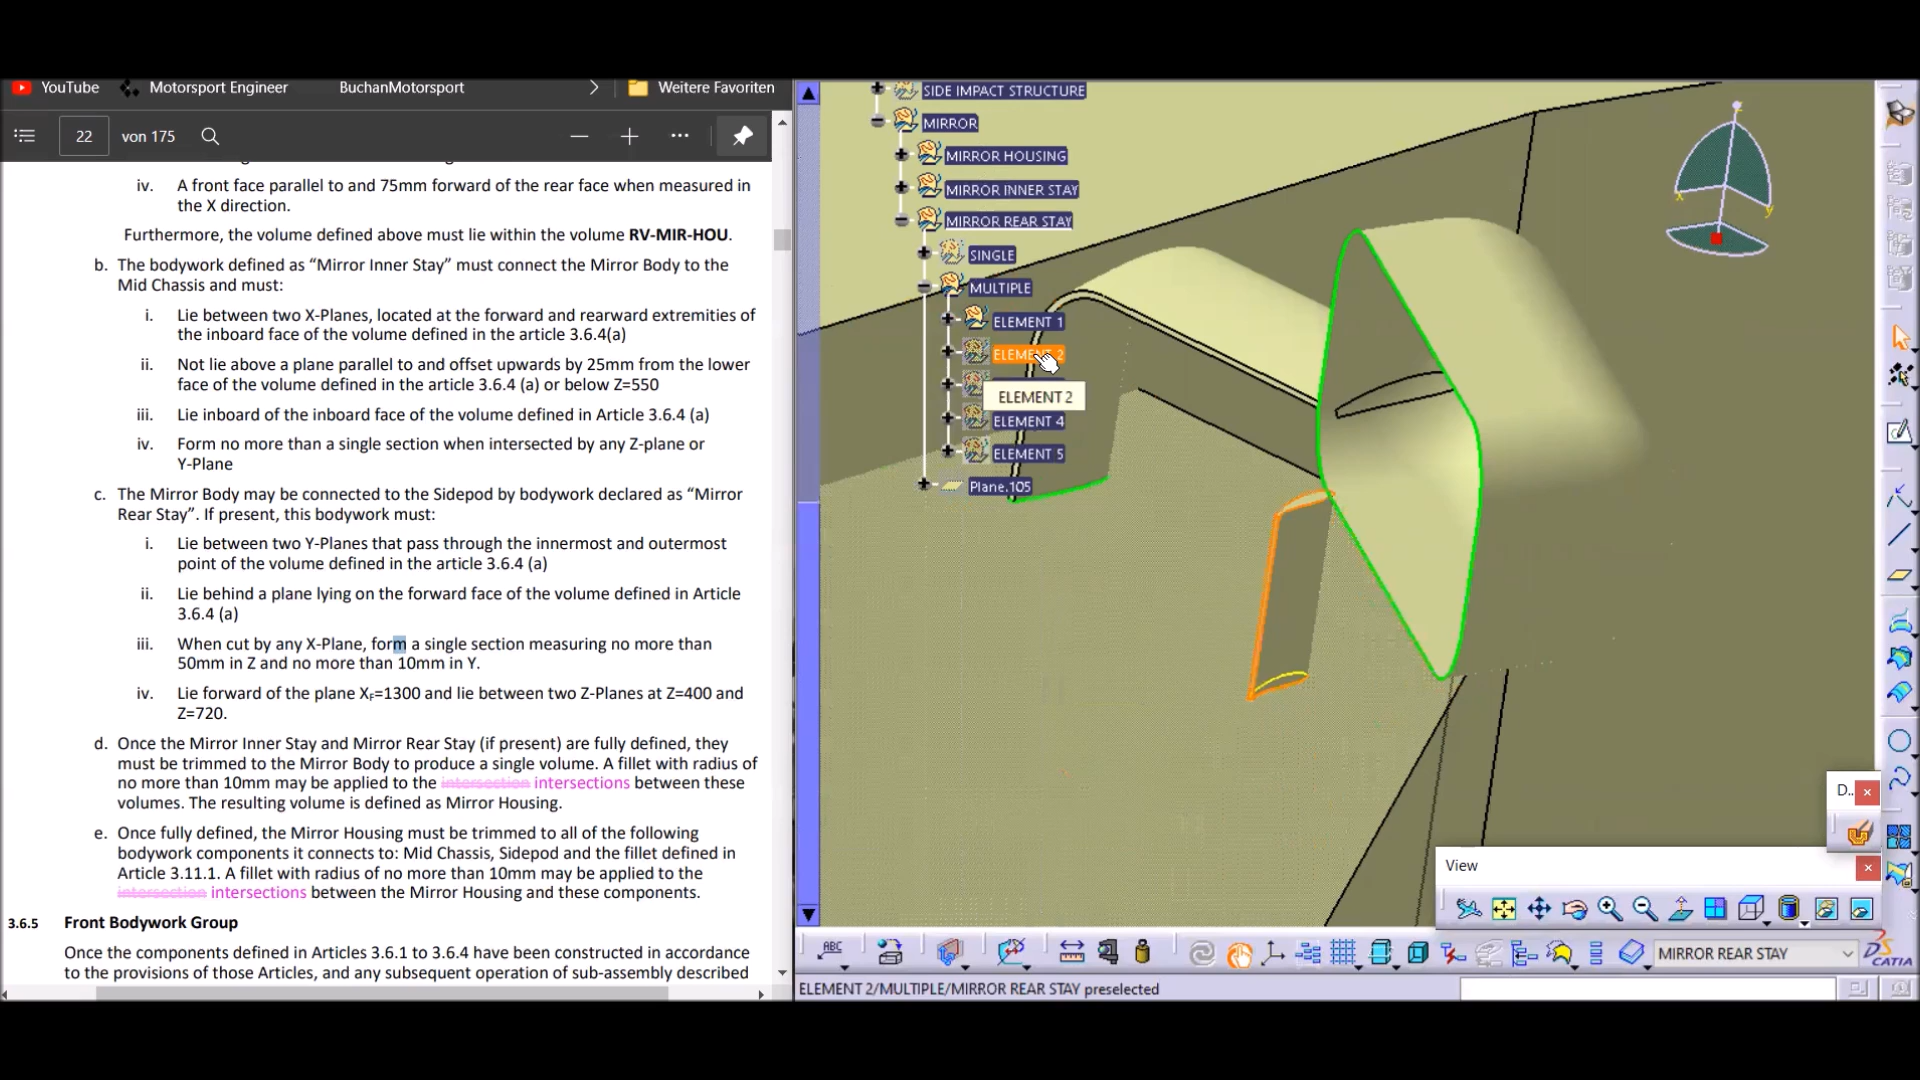 YouTube
Motorsport Engineer
BuchanMotorsport
Weitere Favoriten
22
von 175
iv. A front face parallel to and 75mm forward of the rear face when measured in
the X direction.
Furthermore, the volume defined above must lie within the volume RV-MIR-HOU.
b. The bodywork defined as “Mirror Inner Stay” must connect the Mirror Body to the
Mid Chassis and must:
i. Lie between two X-Planes, located at the forward and rearward extremities of
the inboard face of the volume defined in the article 3.6.4(a)
ii. Not lie above a plane parallel to and offset upwards by 25mm from the lower
face of the volume defined in the article 3.6.4 (a) or below Z=550
iii. Lie inboard of the inboard face of the volume defined in Article 3.6.4 (a)
iv. Form no more than a single section when intersected by any Z-plane or
Y-Plane
c. The Mirror Body may be connected to the Sidepod by bodywork declared as “Mirror
Rear Stay”. If present, this bodywork must:
i. Lie between two Y-Planes that pass through the innermost and outermost
point of the volume defined in the article 3.6.4 (a)
ii. Lie behind a plane lying on the forward face of the volume defined in Article
3.6.4 (a)
iii. When cut by any X-Plane, form a single section measuring no more than
50mm in Z and no more than 10mm in Y.
iv. Lie forward of the plane XF=1300 and lie between two Z-Planes at Z=400 and
Z=720.
d. Once the Mirror Inner Stay and Mirror Rear Stay (if present) are fully defined, they
must be trimmed to the Mirror Body to produce a single volume. A fillet with radius of
no more than 10mm may be applied to the intersection intersections between these
volumes. The resulting volume is defined as Mirror Housing.
e. Once fully defined, the Mirror Housing must be trimmed to all of the following
bodywork components it connects to: Mid Chassis, Sidepod and the fillet defined in
Article 3.11.1. A fillet with radius of no more than 10mm may be applied to the
intersection intersections between the Mirror Housing and these components.
3.6.5 Front Bodywork Group
Once the components defined in Articles 3.6.1 to 3.6.4 have been constructed in accordance
to the provisions of those Articles, and any subsequent operation of sub-assembly described
SIDE IMPACT STRUCTURE
MIRROR
MIRROR HOUSING
MIRROR INNER STAY
MIRROR REAR STAY
SINGLE
MULTIPLE
ELEMENT 1
ELEMENT 2
ELEMENT 2
ELEMENT 4
ELEMENT 5
Plane.105
x
y
D..
View
ABC
MIRROR REAR STAY
CATIA
ELEMENT 2/MULTIPLE/MIRROR REAR STAY preselected